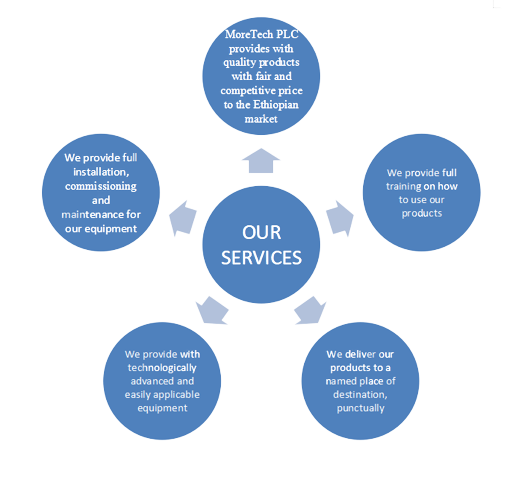 MoreTech PLC
provides with
quality products
with fair and
competitive price
to the Ethiopian
market
We provide full
installation,
commissioning
and
maintenance for
our equipment
We provide full
training on how
to use our
products
OUR
SERVICES
We provide with
technologically
advanced and
easily applicable
equipment
We deliver our
products to a
named place of
destination,
punctually